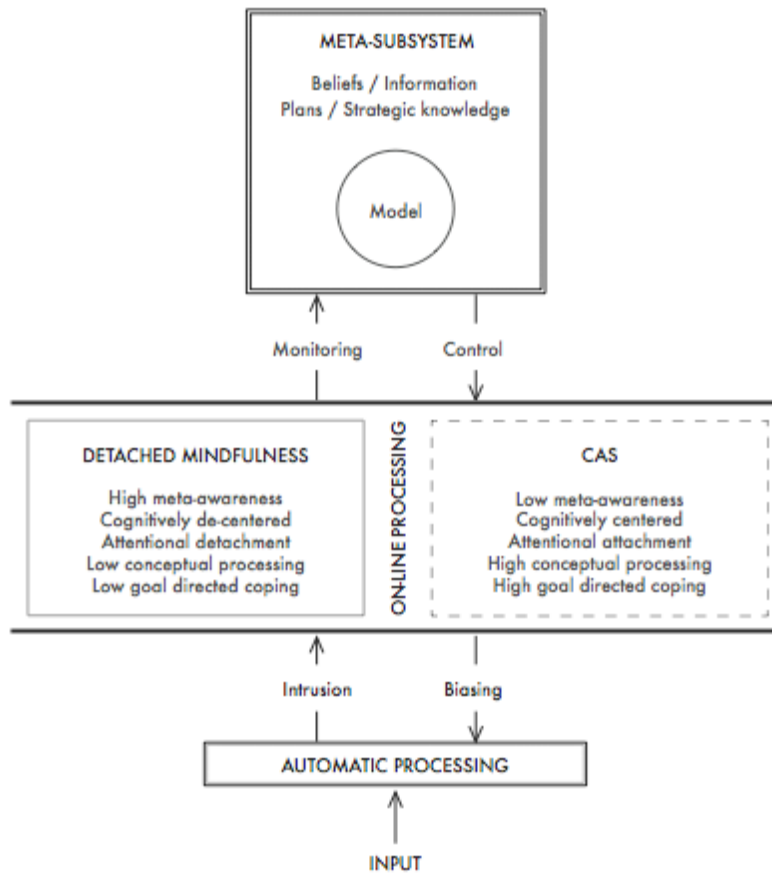 META-SUBSYSTEM
Beliefs / Information
Plans / Strategic knowledge
Model
Monitoring
Control
DETACHED MINDFULNESS
High meta-awareness
Cognitively de-centered
Attentional detachment
Low conceptual processing
Low goal directed coping
ON-LINE PROCESSING
CAS
Low meta-awareness
Cognitively centered
Attentional attachment
High conceptual processing
High goal directed coping
Intrusion
Biasing
AUTOMATIC PROCESSING
INPUT